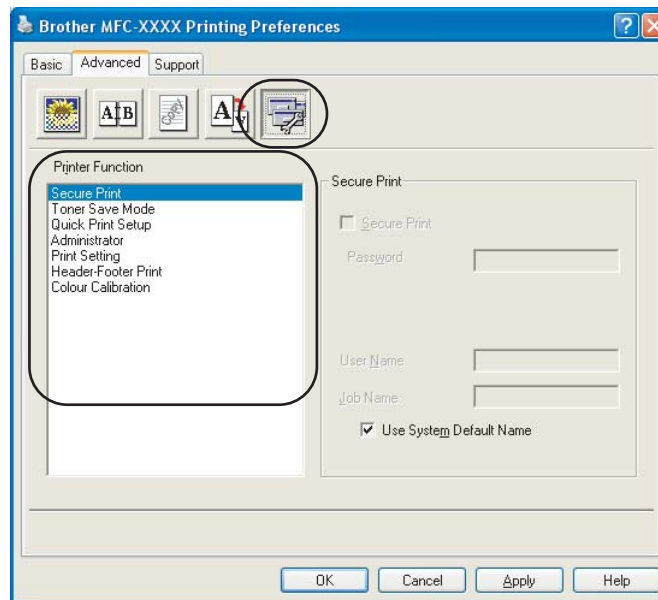 Brother MFC-XXXX Printing Preferences
Basic Advanced Support
A B
copy
A
Printer Function
Secure Print
Toner Save Mode
Quick Print Setup
Administrator
Print Setting
Header-Footer Print
Colour Calibration
Secure Print
Secure Print
Password
User Name
Job Name
Use System Default Name
OK Cancel Apply Help